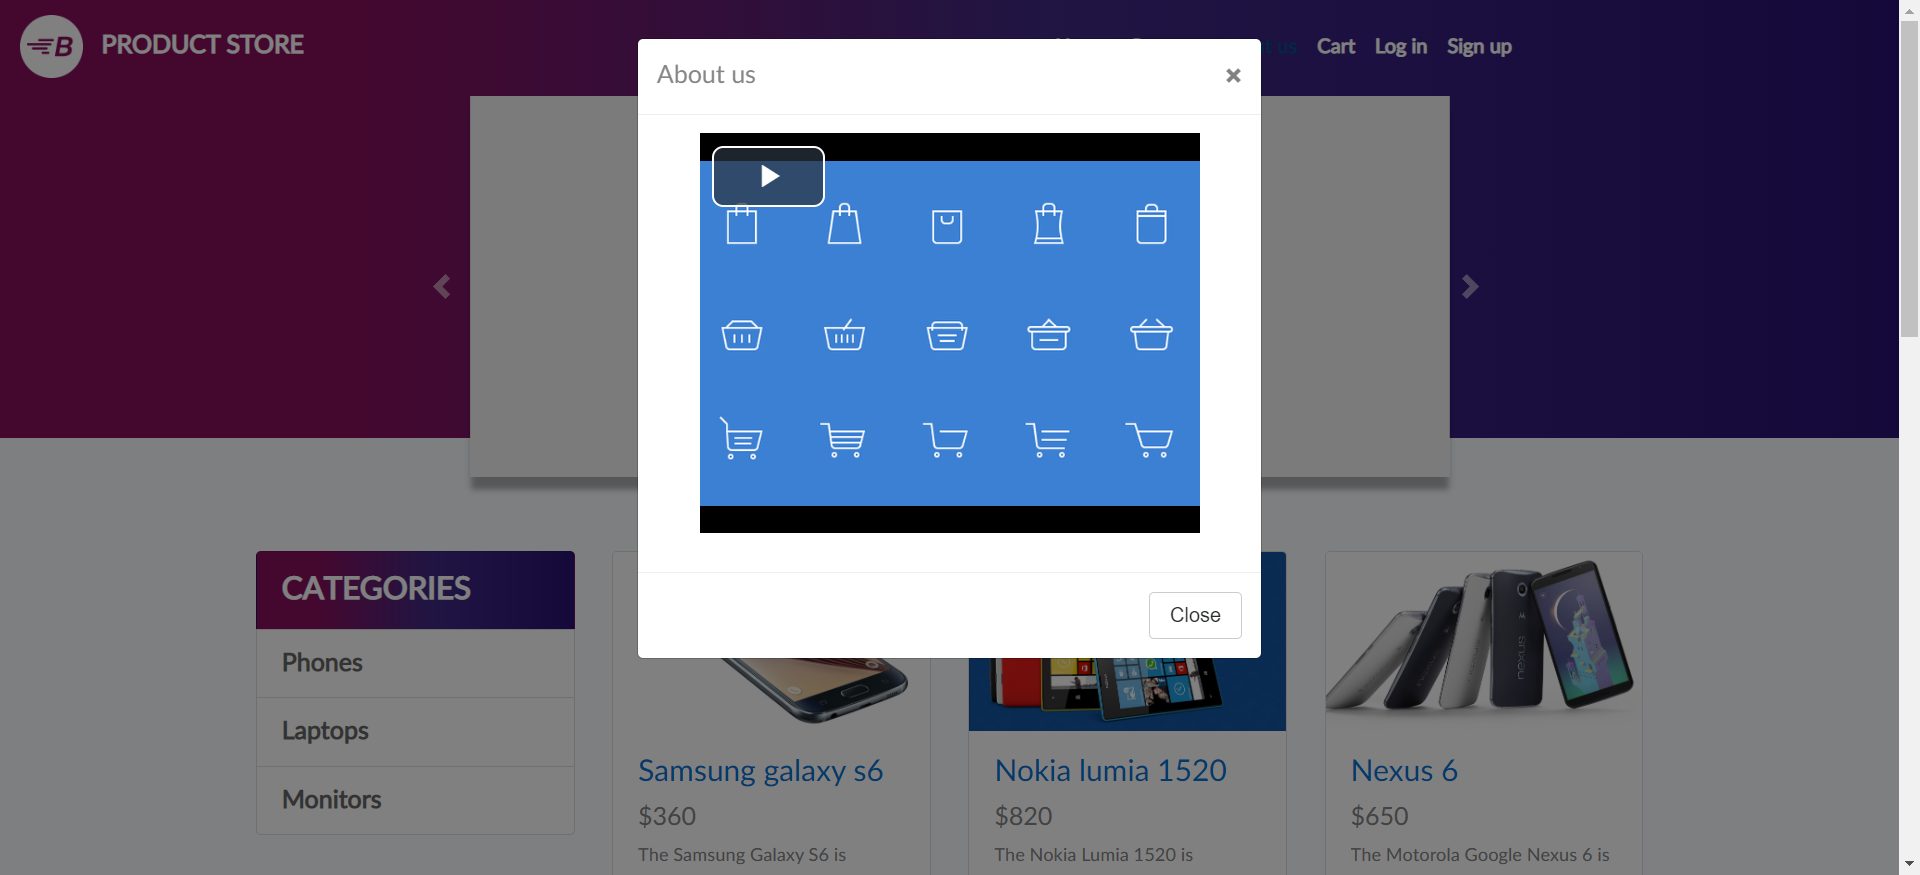 B PRODUCT STORE
Cart Log in Sign up
About us
×
CATEGORIES
Phones
Laptops
Monitors
Close
Samsung galaxy s6
$360
The Samsung Galaxy S6 is
Nokia lumia 1520
$820
The Nokia Lumia 1520 is
Nexus 6
$650
The Motorola Google Nexus 6 is